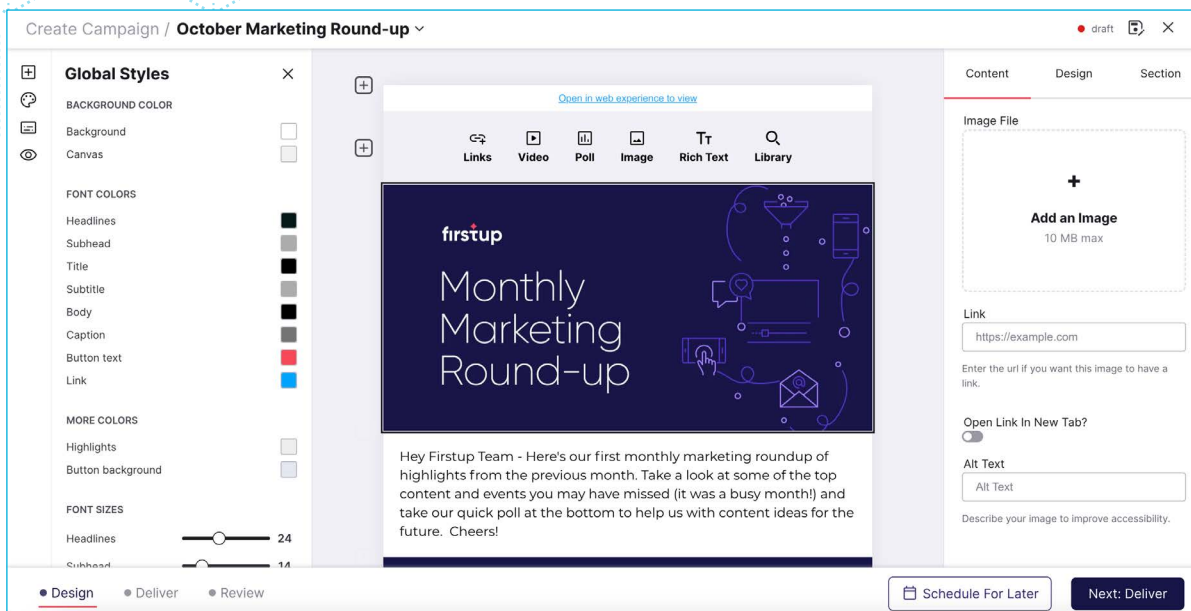 Create Campaign / October Marketing Round-up
draft
Global Styles
BACKGROUND COLOR
Background
Canvas
FONT COLORS
Headlines
Subhead
Title
Subtitle
Body
Caption
Button text
Link
MORE COLORS
Highlights
Button background
FONT SIZES
Headlines 24
Subhead 14
Open in web experience to view
Links Video Poll Image Rich Text Library
firstup
Monthly
Marketing
Round-up
Hey Firstup Team - Here's our first monthly marketing roundup of
highlights from the previous month. Take a look at some of the top
content and events you may have missed (it was a busy month!) and
take our quick poll at the bottom to help us with content ideas for the
future. Cheers!
Content Design Section
Image File
Add an Image
10 MB max
Link
https://example.com
Enter the url if you want this image to have a
link.
Open Link In New Tab?
Alt Text
Alt Text
Describe your image to improve accessibility.
Design Deliver Review
Schedule For Later
Next: Deliver